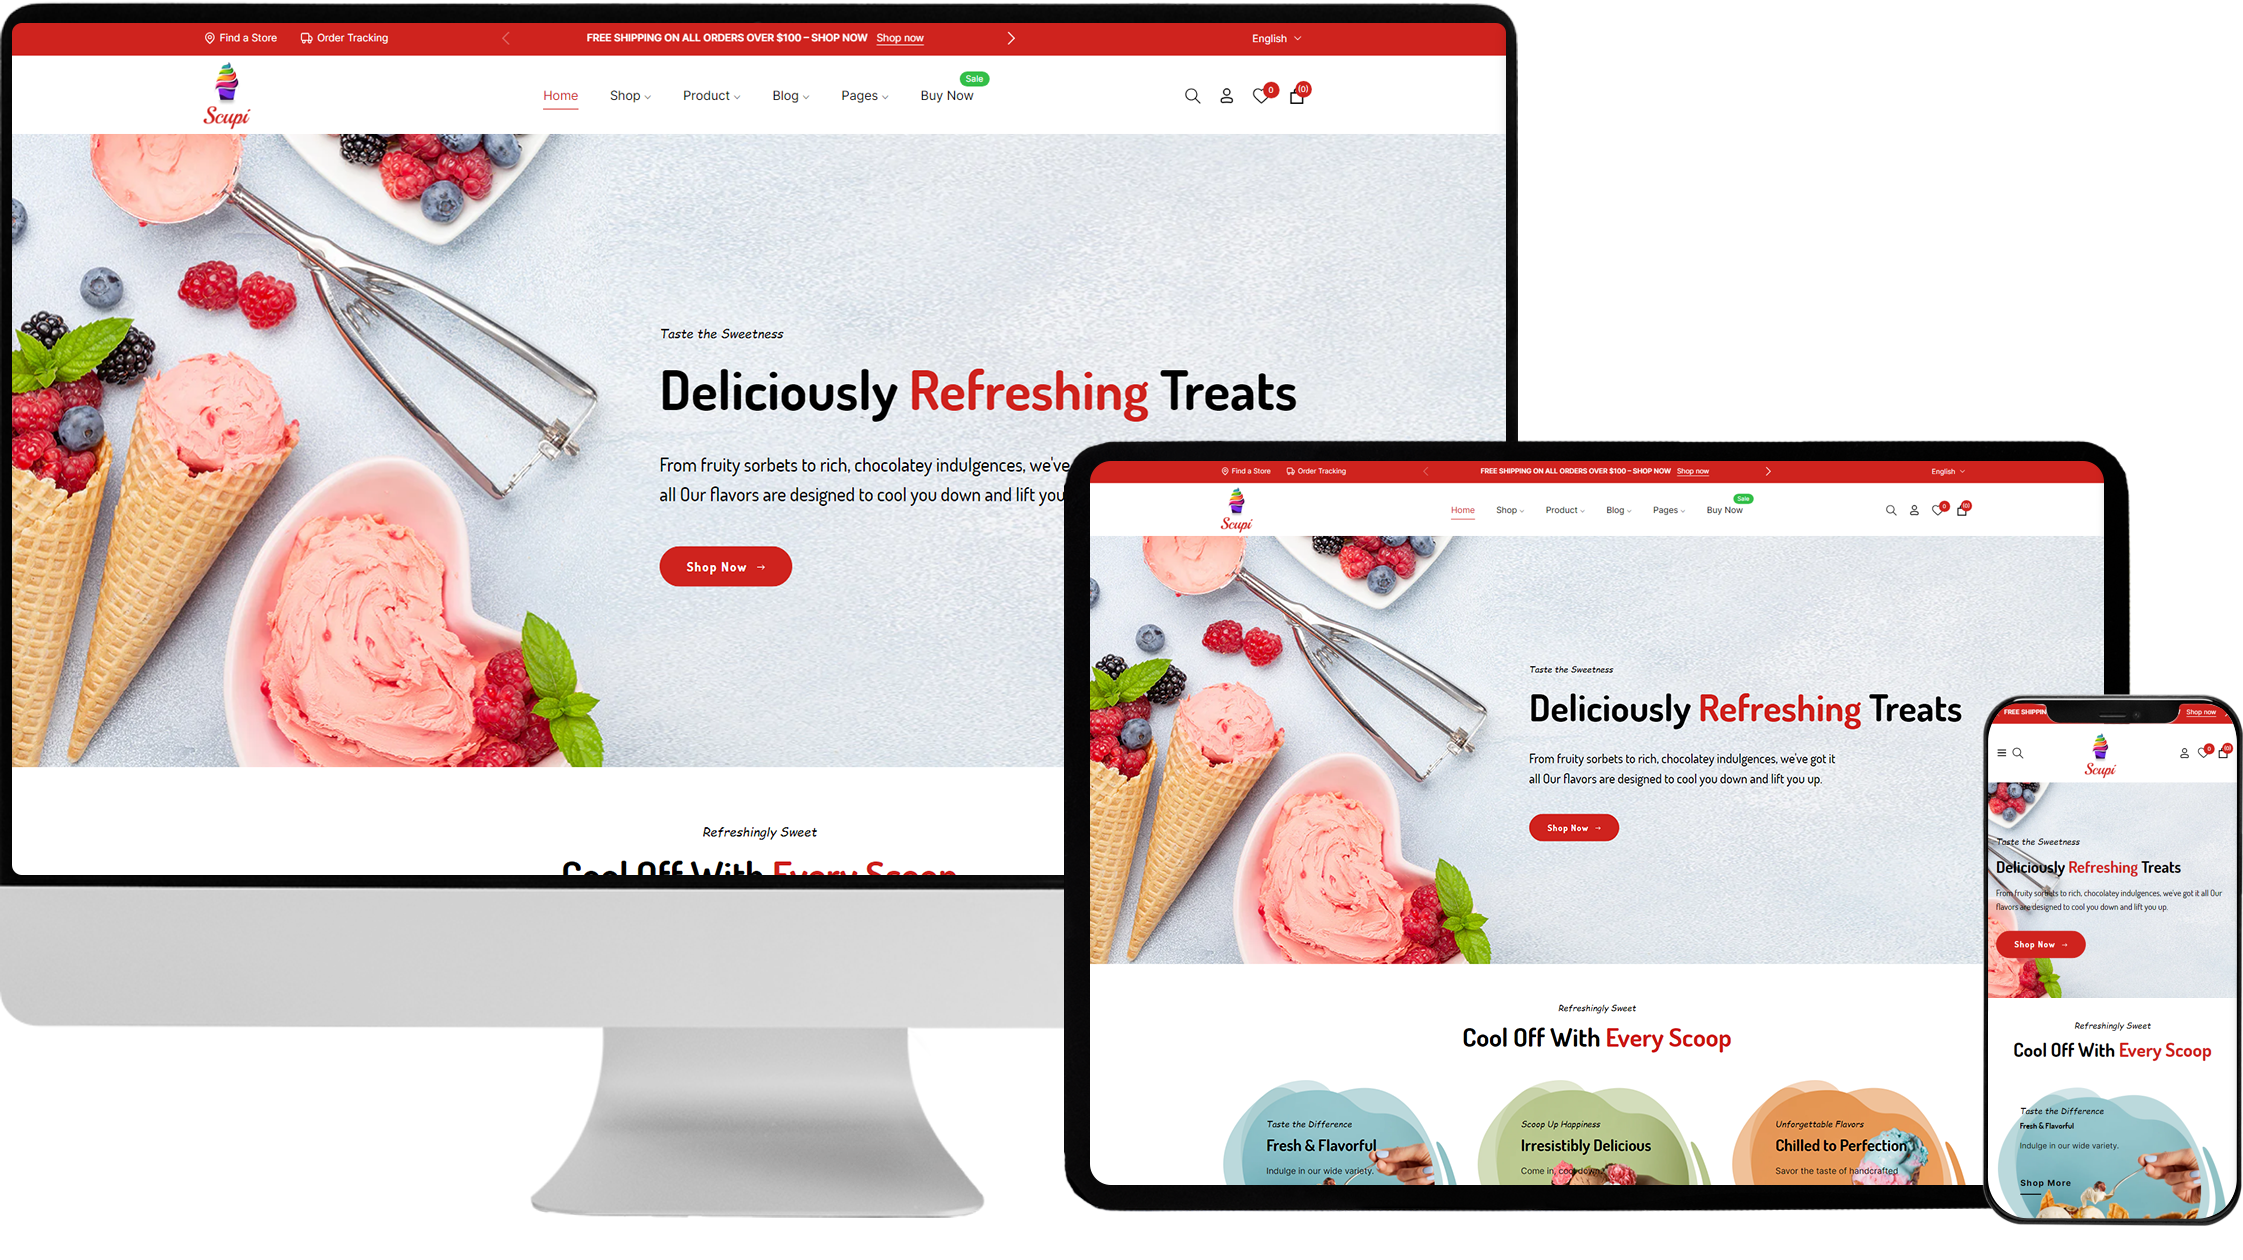 Find a Store
Order Tracking
FREE SHIPPING ON ALL ORDERS OVER $100 – SHOP NOW Shop now
English
Scupi
Home
Shop
Product
Blog
Pages
Buy Now
Sale
0
(0)
Taste the Sweetness
Deliciously Refreshing Treats
From fruity sorbets to rich, chocolatey indulgences, we've
all Our flavors are designed to cool you down and lift you
Shop Now →
Refreshingly Sweet
Cool Off With Every Scoop
Find a Store
Order Tracking
FREE SHIPPING ON ALL ORDERS OVER $100 – SHOP NOW Shop now
English
Scupi
Home
Shop
Product
Blog
Pages
Buy Now
Sale
0
(0)
Taste the Sweetness
Deliciously Refreshing Treats
From fruity sorbets to rich, chocolatey indulgences, we've got it
all Our flavors are designed to cool you down and lift you up.
Shop Now →
Refreshingly Sweet
Cool Off With Every Scoop
Taste the Difference
Fresh & Flavorful
Indulge in our wide variety.
Scoop Up Happiness
Irresistibly Delicious
Come in, cool down
Unforgettable Flavors
Chilled to Perfection
Savor the taste of handcrafted
FREE SHIPPIN
Shop now
Scupi
0
(0)
Taste the Sweetness
Deliciously Refreshing Treats
From fruity sorbets to rich, chocolatey indulgences, we've got it all Our
flavors are designed to cool you down and lift you up.
Shop Now →
Refreshingly Sweet
Cool Off With Every Scoop
Taste the Difference
Fresh & Flavorful
Indulge in our wide variety.
Shop More